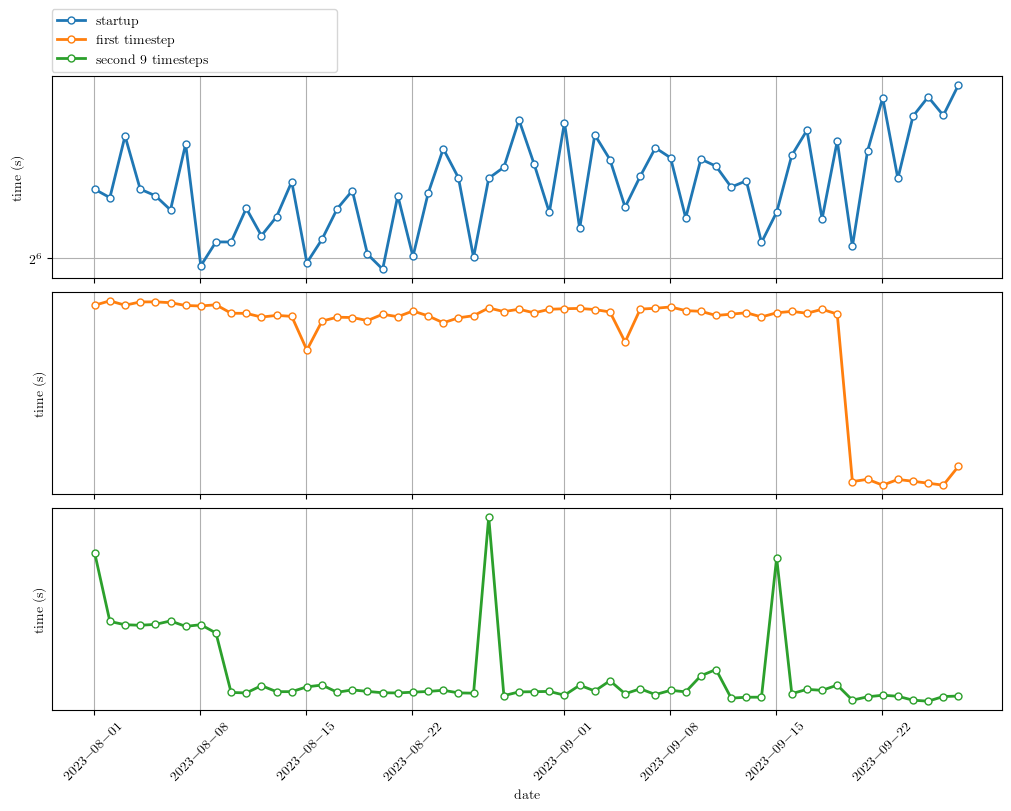 startup
first timestep
second 9 timesteps
time (s)
2⁶
time (s)
time (s)
2023−08−01
2023−08−08
2023−08−15
2023−08−22
2023−09−01
2023−09−08
2023−09−15
2023−09−22
date